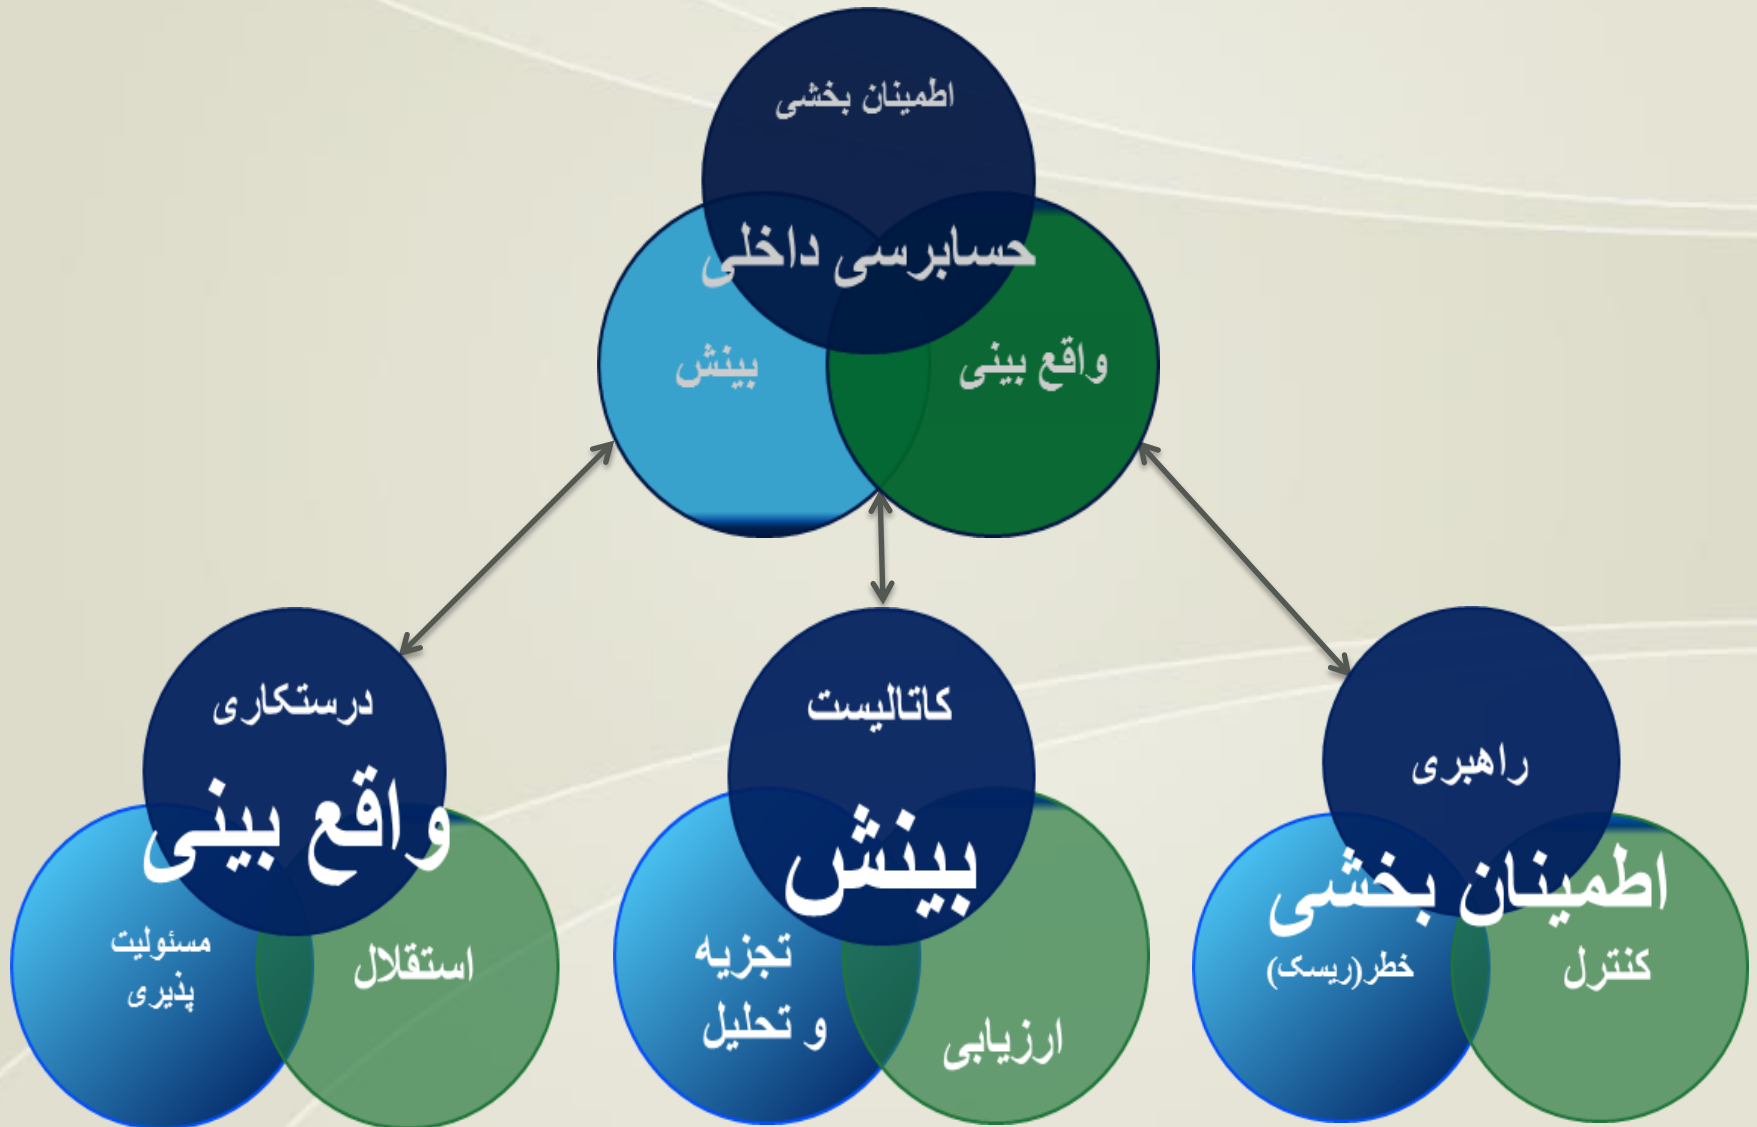 اطمینان بخشی
حسابرسی داخلی
واقع بینی
بینش
راهبری
اطمینان بخشی
کنترل
خطر(ریسک)
کاتالیست
بینش
تجزیه
و تحلیل
ارزیابی
درستکاری
واقع بینی
استقلال
مسئولیت
پذیری